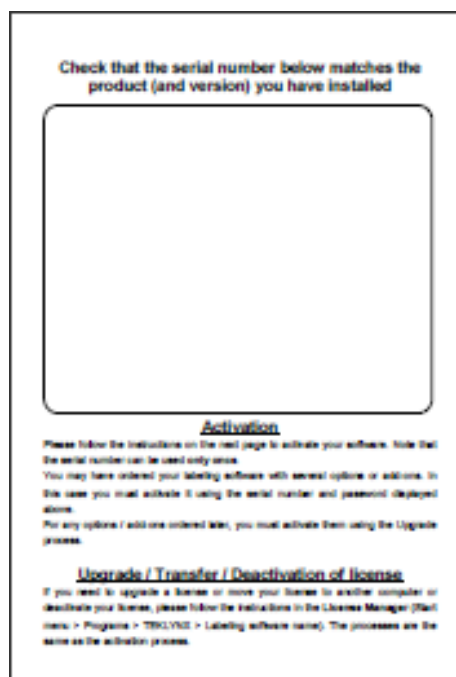 Check that the serial number below matches the
product (and version) you have installed
Activation
Please follow the instructions on the next page to activate your software. Note that
the serial number can be used only once.
You may have ordered your labeling software with several options or add-ons. In
this case you must activate it using the serial number and password displayed
above.
For any options / add-ons ordered later, you must activate them using the Upgrade
process.
Upgrade / Transfer / Deactivation of license
If you need to upgrade a license or move your license to another computer or
deactivate your license, please follow the instructions in the License Manager (Start
menu > Programs > TEKLYNX > Labeling software name). The processes are the
same as the activation process.